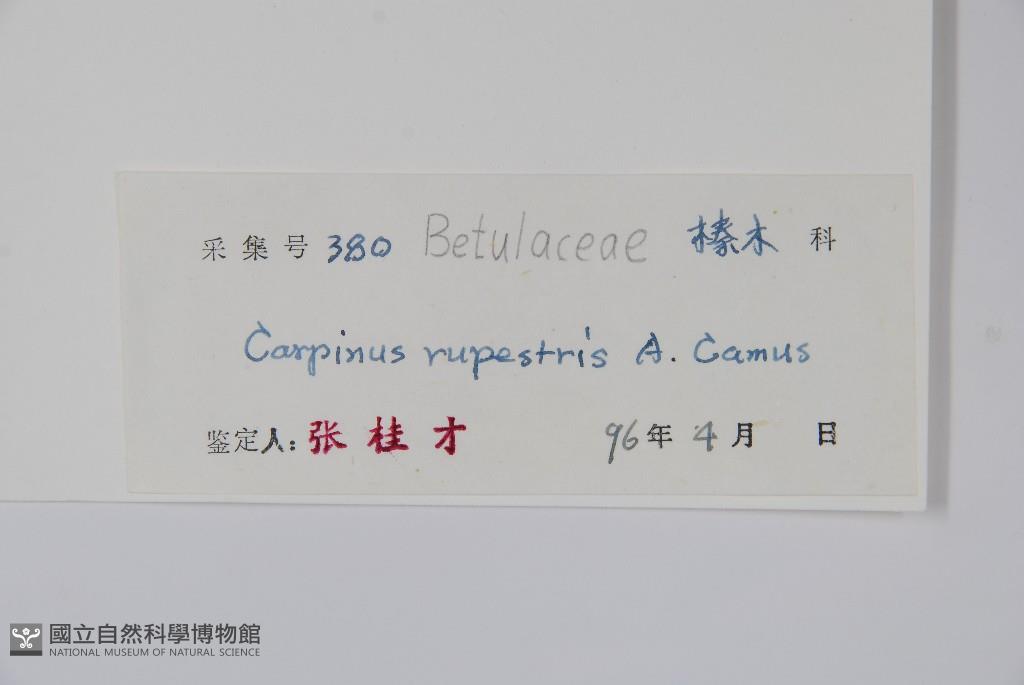 采集号 380 Betulaceae 榛木 科
Carpinus rupestris A. Camus
鉴定人: 张桂才 96年 4月 日
國立自然科學博物館
NATIONAL MUSEUM OF NATURAL SCIENCE